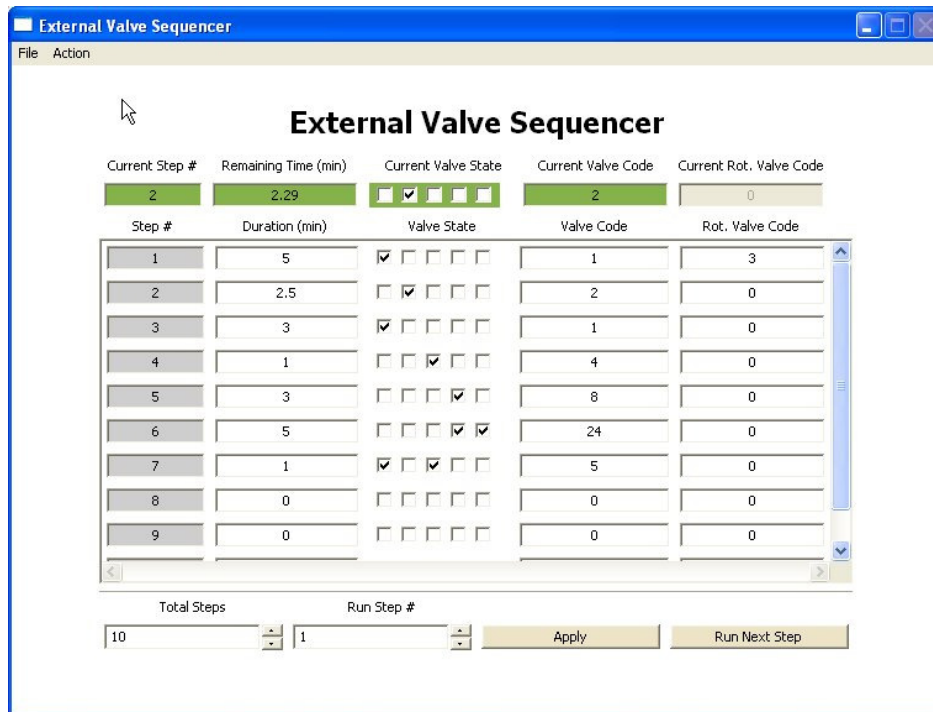 External Valve Sequencer
File Action
External Valve Sequencer
Current Step # Remaining Time (min) Current Valve State Current Valve Code Current Rot. Valve Code
2 2.29 2 0
Step # Duration (min) Valve State Valve Code Rot. Valve Code
1 5 1 3
2 2.5 2 0
3 3 1 0
4 1 4 0
5 3 8 0
6 5 24 0
7 1 5 0
8 0 0 0
9 0 0 0
Total Steps Run Step #
10 1 Apply Run Next Step